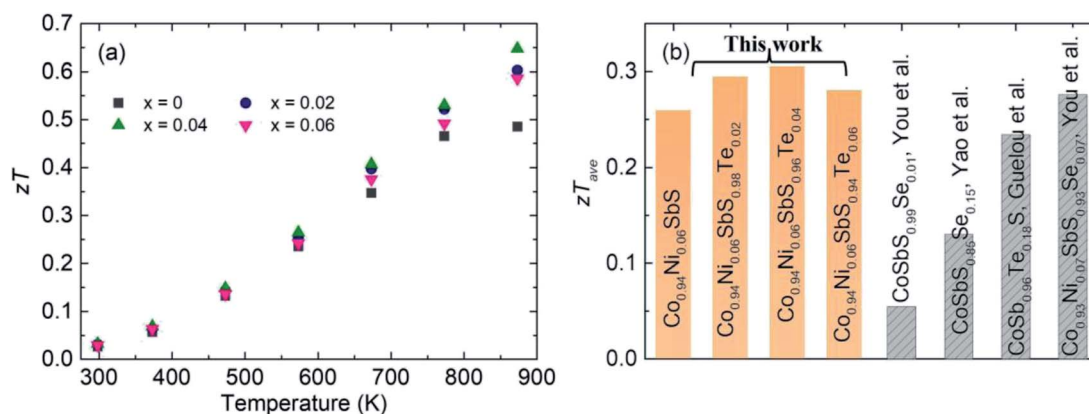 (a)
zT
0.7
0.6
0.5
0.4
0.3
0.2
0.1
0.0
x = 0
x = 0.02
x = 0.04
x = 0.06
300 400 500 600 700 800 900
Temperature (K)
(b)
This work
zT_ave
0.3
0.2
0.1
0.0
Co0.94Ni0.06SbS
Co0.94Ni0.06SbS0.98Te0.02
Co0.94Ni0.06SbS0.96Te0.04
Co0.94Ni0.06SbS0.94Te0.06
CoSbS0.99Se0.01, You et al.
CoSbS0.85Se0.15, Yao et al.
CoSb0.96Te0.18S, Guelou et al.
Co0.93Ni0.07SbS0.93Se0.07, You et al.